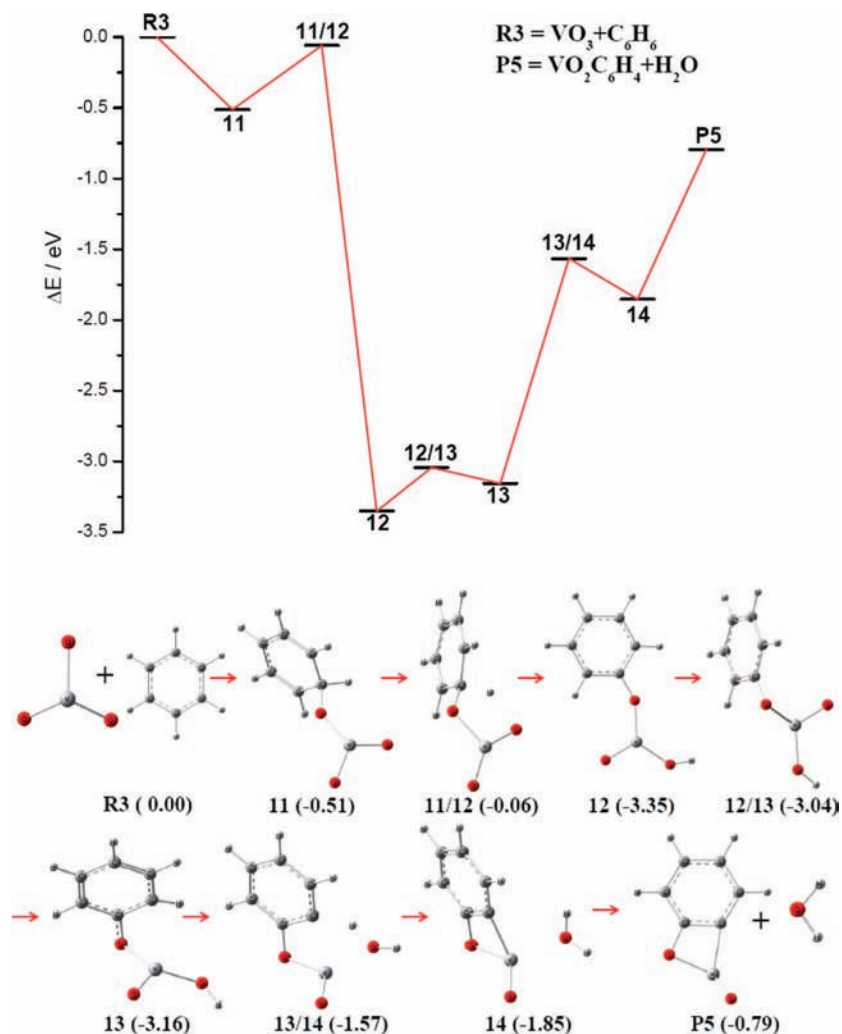 R3 = VO₃+C₆H₆
P5 = VO₂C₆H₄+H₂O
ΔE / eV
0.0
-0.5
-1.0
-1.5
-2.0
-2.5
-3.0
-3.5
R3
11
11/12
12
12/13
13
13/14
14
P5
+
R3 ( 0.00) 11 (-0.51) 11/12 (-0.06) 12 (-3.35) 12/13 (-3.04)
+
13 (-3.16) 13/14 (-1.57) 14 (-1.85) P5 (-0.79)